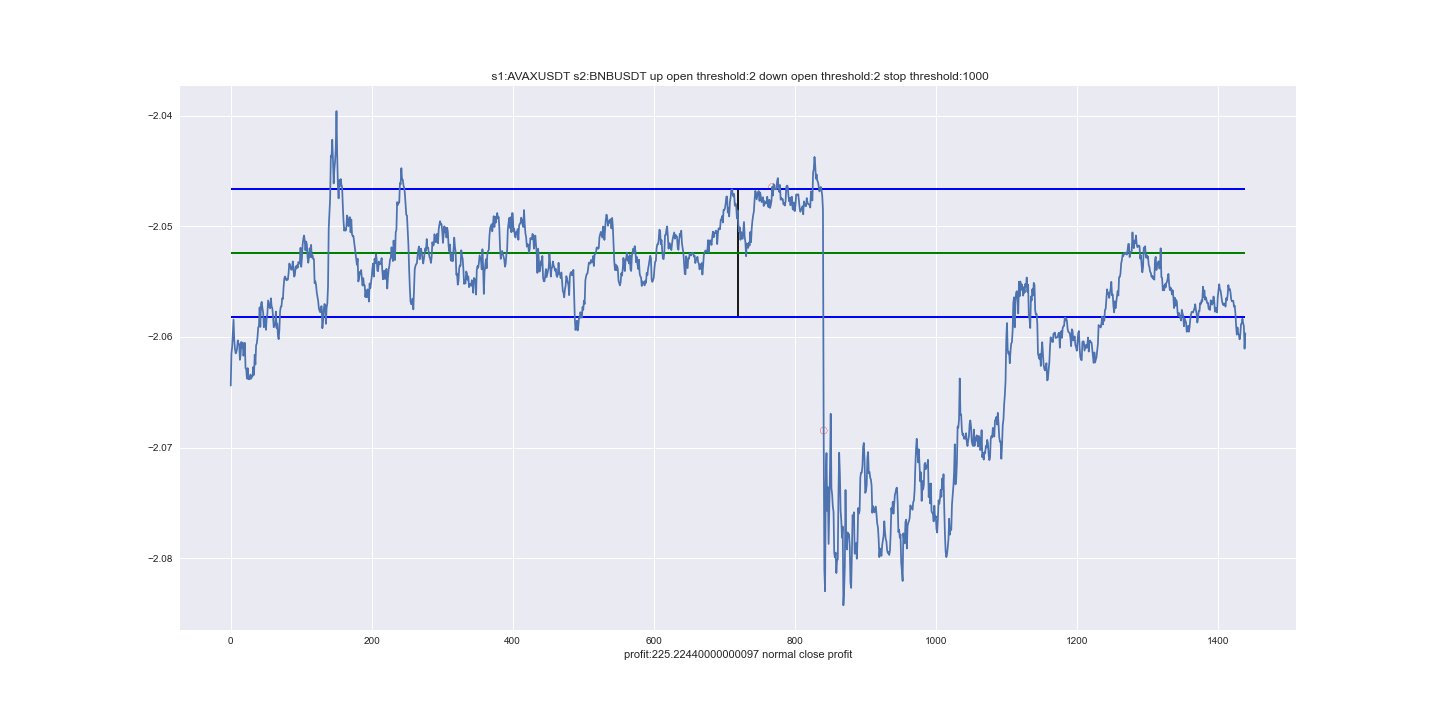 s1:AVAXUSDT s2:BNBUSDT up open threshold:2 down open threshold:2 stop threshold:1000
−2.04
−2.05
−2.06
−2.07
−2.08
0 200 400 600 800 1000 1200 1400
profit:225.22440000000097 normal close profit